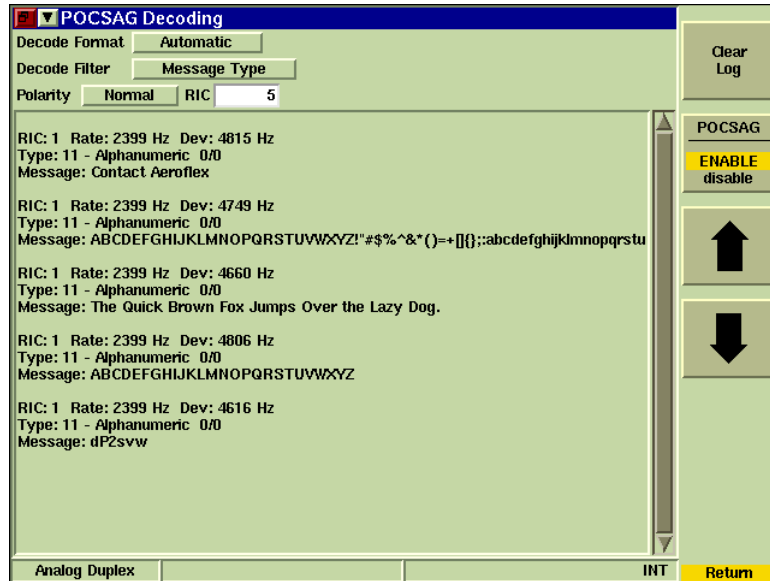 POCSAG Decoding
Decode Format Automatic
Decode Filter Message Type
Polarity Normal RIC 5
RIC: 1 Rate: 2399 Hz Dev: 4815 Hz
Type: 11 - Alphanumeric 0/0
Message: Contact Aeroflex
RIC: 1 Rate: 2399 Hz Dev: 4749 Hz
Type: 11 - Alphanumeric 0/0
Message: ABCDEFGHIJKLMNOPQRSTUVWXYZ!"#$%^&*()=+[]{};:abcdefghijklmnopqrstu
RIC: 1 Rate: 2399 Hz Dev: 4660 Hz
Type: 11 - Alphanumeric 0/0
Message: The Quick Brown Fox Jumps Over the Lazy Dog.
RIC: 1 Rate: 2399 Hz Dev: 4806 Hz
Type: 11 - Alphanumeric 0/0
Message: ABCDEFGHIJKLMNOPQRSTUVWXYZ
RIC: 1 Rate: 2399 Hz Dev: 4616 Hz
Type: 11 - Alphanumeric 0/0
Message: dP2svw
Analog Duplex INT
Clear
Log
POCSAG
ENABLE
disable
Return